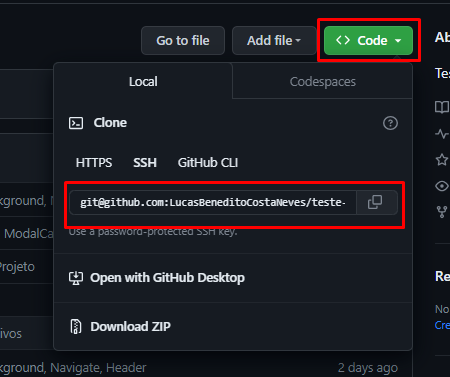 Go to file
Add file
Code
Ab
Local
Codespaces
Tes
Clone
HTTPS
SSH
GitHub CLI
git@github.com:LucasBeneditoCostaNeves/teste-
ground, N
Use a password-protected SSH key.
ModalCa
Projeto
Open with GitHub Desktop
Re
No
Cre
Download ZIP
ivos
kground, Navigate, Header
2 days ago